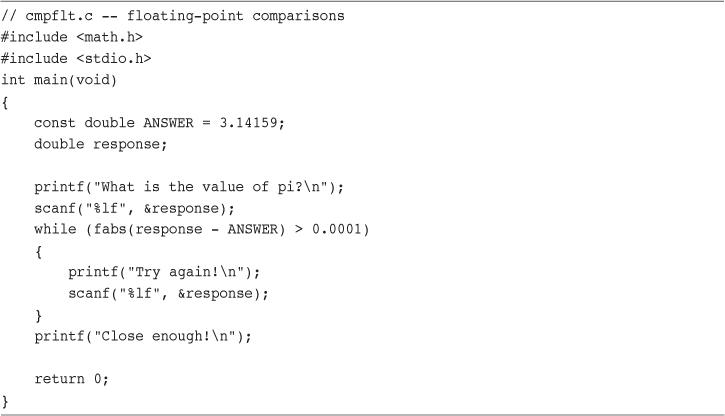 // cmpflt.c -- floating-point comparisons
#include <math.h>
#include <stdio.h>
int main(void)
{
    const double ANSWER = 3.14159;
    double response;

    printf("What is the value of pi?\n");
    scanf("%lf", &response);
    while (fabs(response - ANSWER) > 0.0001)
    {
        printf("Try again!\n");
        scanf("%lf", &response);
    }
    printf("Close enough!\n");

    return 0;
}